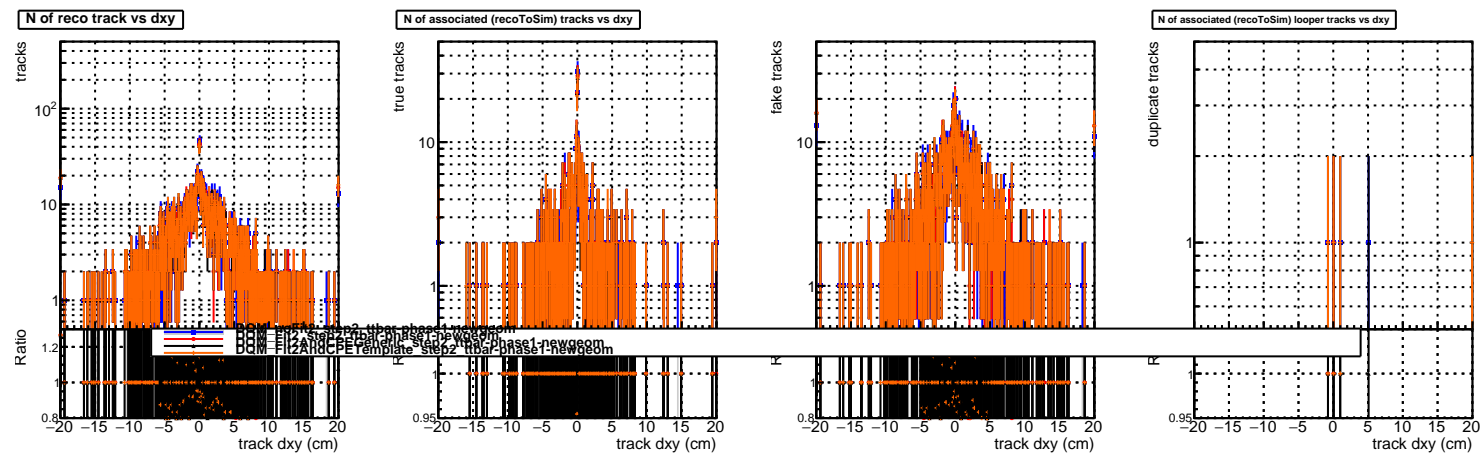 N of reco track vs dxy
tracks
10²
10
1
Ratio
1.2
1
0.8
−20 −15 −10 −5 0 5 10 15 20
track dxy (cm)
N of associated (recoToSim) tracks vs dxy
true tracks
10
1
1
0.95
−20 −15 −10 −5 0 5 10 15 20
track dxy (cm)
fake tracks
10
1
1
0.8
−20 −15 −10 −5 0 5 10 15 20
track dxy (cm)
N of associated (recoToSim) looper tracks vs dxy
duplicate tracks
1
1
0.95
−20 −15 −10 −5 0 5 10 15 20
track dxy (cm)
DQM_Fit2AndCPEGeneric_step2_ttbar-phase1-newgeom
DQM_Fit2AndCPETemplate_step2_ttbar-phase1-newgeom